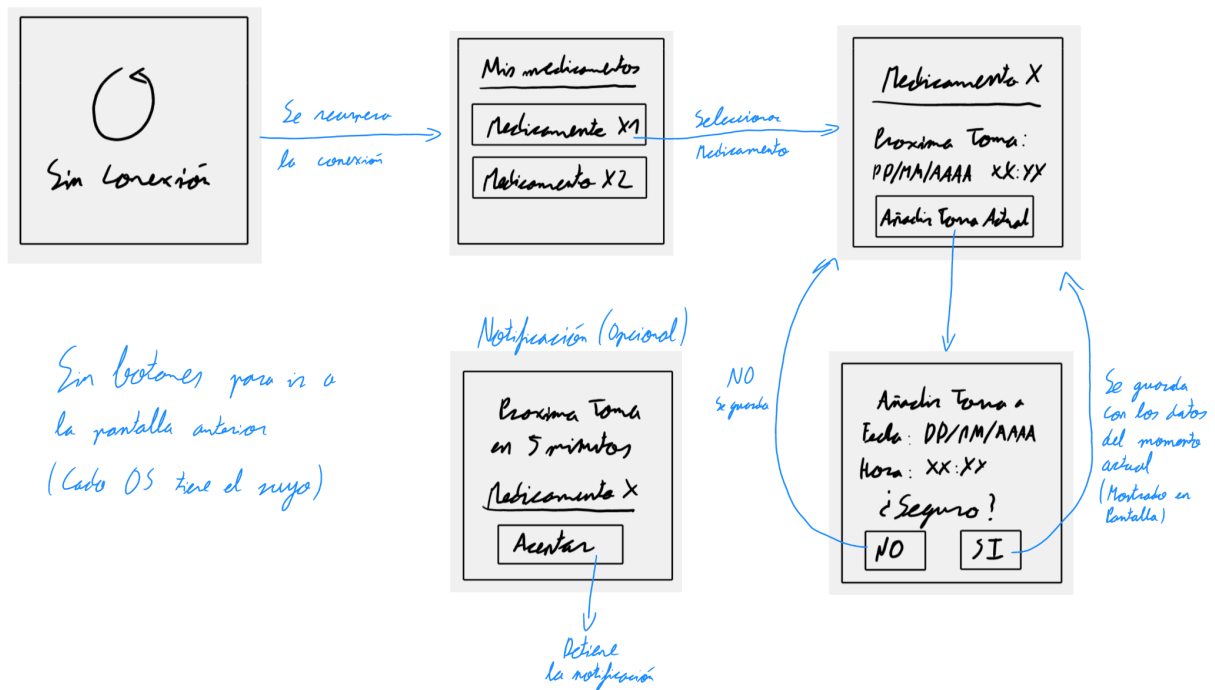 Sin Conexión
Se recupera
la conexión
Mis medicamentos
Medicamente X1
Medicamento X2
Seleccionar
Medicamento
Medicamento X
Proxima Toma:
DD/MM/AAAA XX:YY
Añadir Toma Actual
Sin botones para ir a
la pantalla anterior
(Cada OS tiene el suyo)
Notificación (Opcional)
Proxima Toma
en 5 minutos
Medicamento X
Aceptar
Detiene
la notificación
NO
Se guarda
Añadir Toma a
Fecha: DD/MM/AAAA
Hora: XX:YY
¿Seguro?
NO
SI
Se guarda
con los datos
del momento
actual
(Mostrado en
Pantalla)